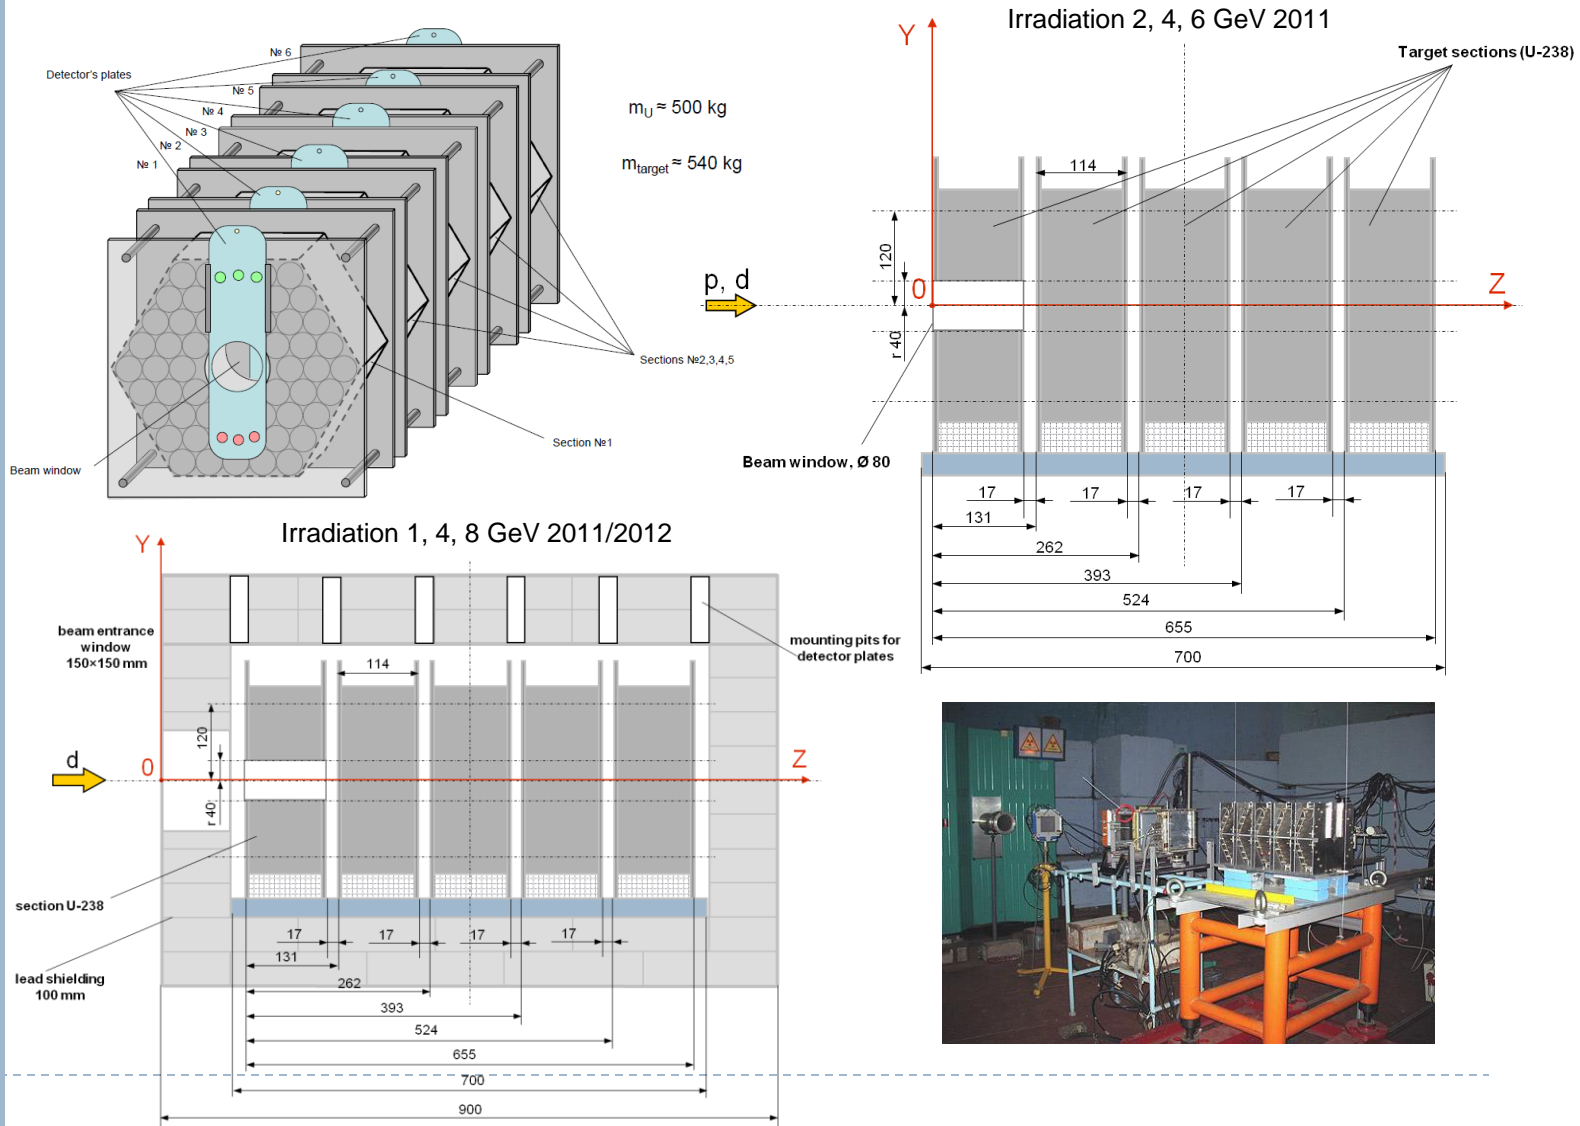 Irradiation 2, 4, 6 GeV 2011
№ 6
Detector's plates
№ 5
№ 4
№ 3
№ 2
№ 1
mU ≈ 500 kg
mtarget ≈ 540 kg
Sections №2,3,4,5
Section №1
Beam window
Y
Target sections (U-238)
114
120
p, d
0
Z
r 40
Beam window, Ø 80
17
17
17
17
131
262
393
524
655
700
Irradiation 1, 4, 8 GeV 2011/2012
Y
beam entrance
window
150×150 mm
mounting pits for
detector plates
114
120
d
0
Z
r 40
section U-238
17
17
17
17
131
lead shielding
100 mm
262
393
524
655
700
900